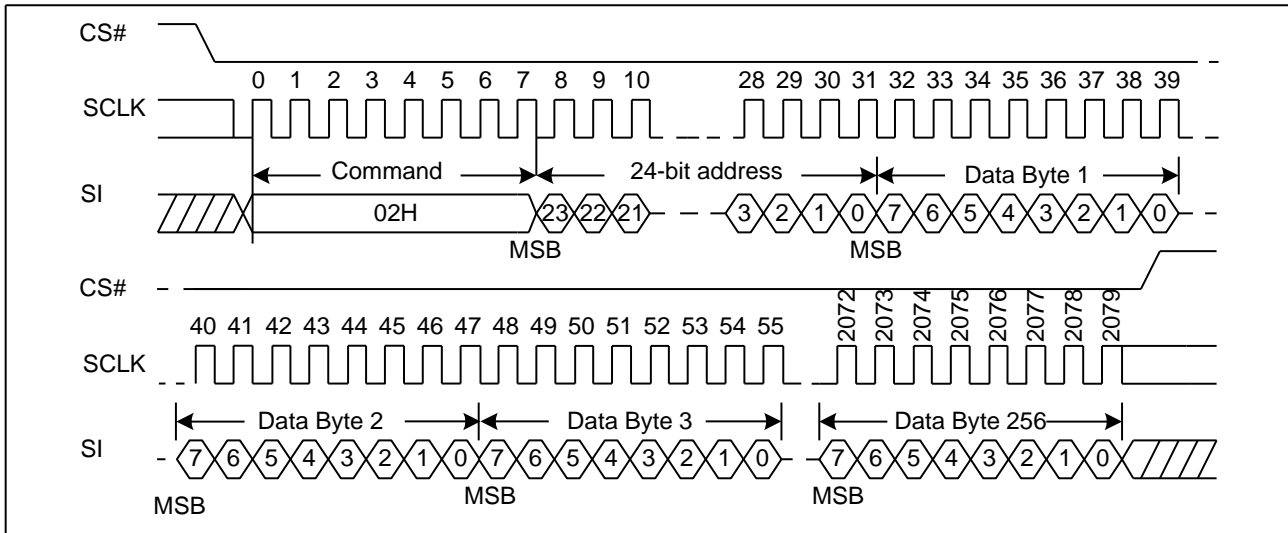 CS#
0 1 2 3 4 5 6 7 8 9 10 28 29 30 31 32 33 34 35 36 37 38 39
SCLK
Command 24-bit address Data Byte 1
SI
02H 23 22 21 3 2 1 0 7 6 5 4 3 2 1 0
MSB MSB
CS#
40 41 42 43 44 45 46 47 48 49 50 51 52 53 54 55 2072 2073 2074 2075 2076 2077 2078 2079
SCLK
Data Byte 2 Data Byte 3 Data Byte 256
SI
7 6 5 4 3 2 1 0 7 6 5 4 3 2 1 0 7 6 5 4 3 2 1 0
MSB MSB MSB